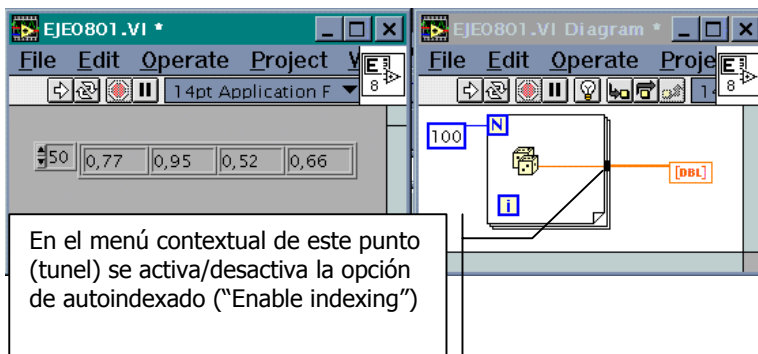 EJE0801.VI *
File Edit Operate Project
14pt Application F
8
50 0,77 0,95 0,52 0,66
EJE0801.VI Diagram *
File Edit Operate Proje
8
100 N
[DBL]
i
En el menú contextual de este punto
(tunel) se activa/desactiva la opción
de autoindexado (“Enable indexing”)